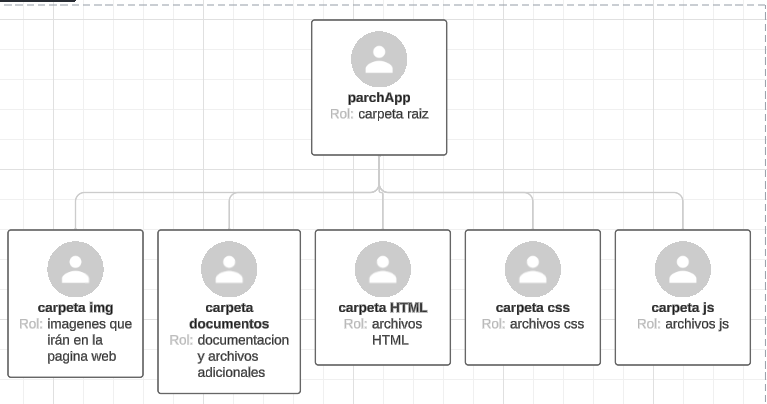 parchApp
Rol: carpeta raiz
carpeta img
Rol: imagenes que
irán en la
pagina web
carpeta
documentos
Rol: documentacion
y archivos
adicionales
carpeta HTML
Rol: archivos
HTML
carpeta css
Rol: archivos css
carpeta js
Rol: archivos js